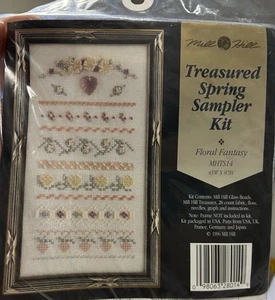 Mill Hill
Treasured
Spring
Sampler
Kit
Floral Fantasy
MHTS14
Kit Contents: Mill Hill Glass Beads,
Mill Hill Treasures, 28 count fabric, floss,
needles, graph and instructions.
Note: Frame NOT included in kit.
Kit packaged in USA. Parts from USA, UK,
France, Germany, and Japan
© 1996 Mill Hill